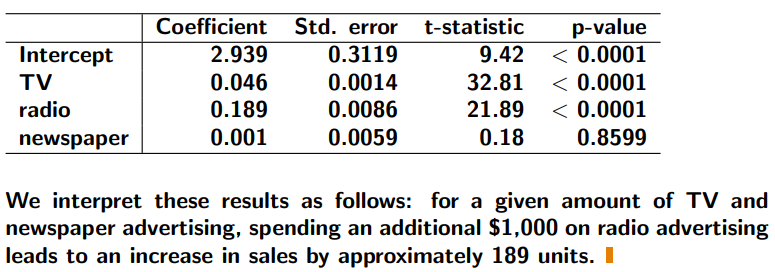 Coefficient Std. error t-statistic p-value
Intercept 2.939 0.3119 9.42 < 0.0001
TV 0.046 0.0014 32.81 < 0.0001
radio 0.189 0.0086 21.89 < 0.0001
newspaper 0.001 0.0059 0.18 0.8599
We interpret these results as follows: for a given amount of TV and
newspaper advertising, spending an additional $1,000 on radio advertising
leads to an increase in sales by approximately 189 units.